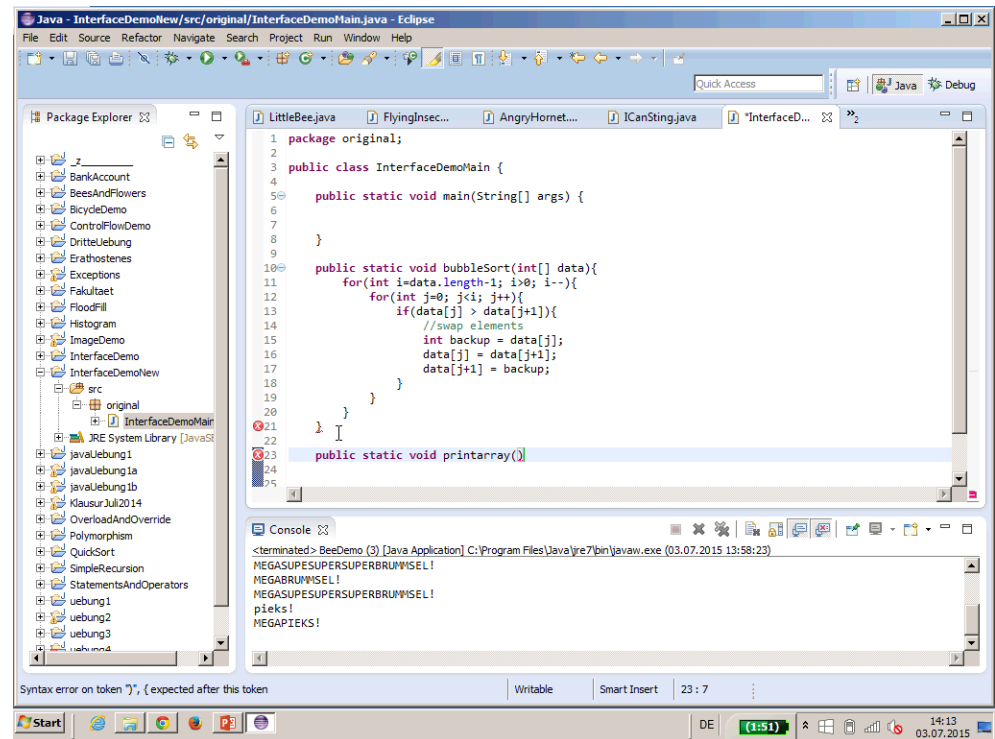 Java - InterfaceDemoNew/src/original/InterfaceDemoMain.java - Eclipse
File Edit Source Refactor Navigate Search Project Run Window Help
Quick Access
Java
Debug
Package Explorer
_z_________
BankAccount
BeesAndFlowers
BicycleDemo
ControlFlowDemo
DritteUebung
Erathostenes
Exceptions
Fakultaet
FloodFill
Histogram
ImageDemo
InterfaceDemo
InterfaceDemoNew
src
original
InterfaceDemoMain
JRE System Library [JavaSE
javaUebung1
javaUebung1a
javaUebung1b
KlausurJuli2014
OverloadAndOverride
Polymorphism
QuickSort
SimpleRecursion
StatementsAndOperators
uebung1
uebung2
uebung3
uebung4
LittleBee.java FlyingInsec... AngryHornet.... ICanSting.java *InterfaceD... »2
1 package original;
2
3 public class InterfaceDemoMain {
4
5 public static void main(String[] args) {
6
7
8 }
9
10 public static void bubbleSort(int[] data){
11 for(int i=data.length-1; i>0; i--){
12 for(int j=0; j<i; j++){
13 if(data[j] > data[j+1]){
14 //swap elements
15 int backup = data[j];
16 data[j] = data[j+1];
17 data[j+1] = backup;
18 }
19 }
20 }
21 }
22
23 public static void printarray()
24
25
Console
<terminated> BeeDemo (3) [Java Application] C:\Program Files\Java\jre7\bin\javaw.exe (03.07.2015 13:58:23)
MEGASUPESUPERSUPERBRUMMSEL!
MEGABRUMMSEL!
MEGASUPESUPERSUPERBRUMMSEL!
pieks!
MEGAPIEKS!
Syntax error on token ")", { expected after this token
Writable
Smart Insert
23 : 7
Start
DE
(1:51)
14:13
03.07.2015